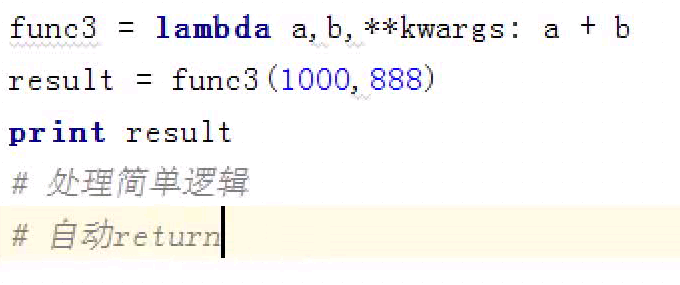 func3 = lambda a,b,**kwargs: a + b
result = func3(1000,888)
print result
# 处理简单逻辑
# 自动return